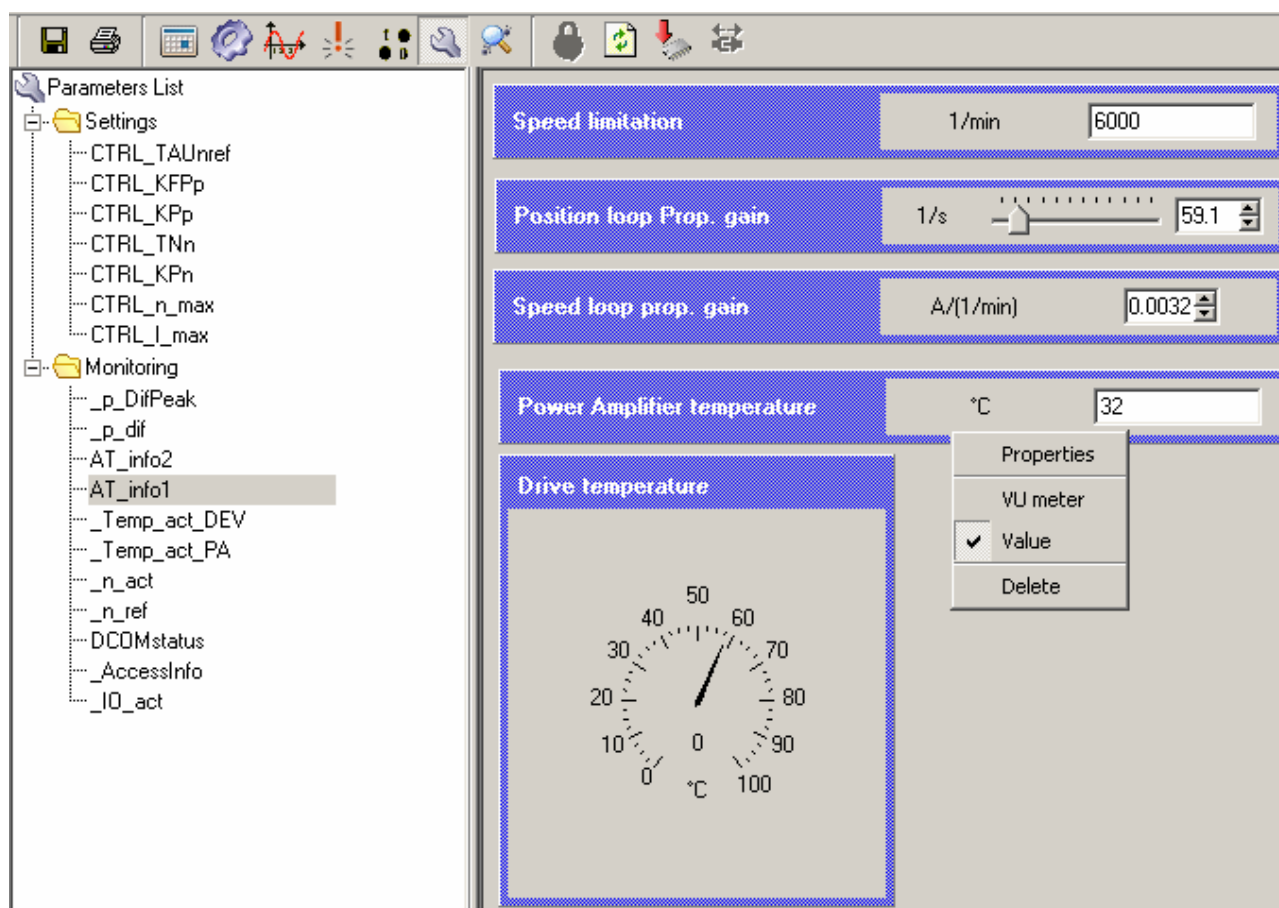 Parameters List
Settings
CTRL_TAUnref
CTRL_KFPp
CTRL_KPp
CTRL_TNn
CTRL_KPn
CTRL_n_max
CTRL_I_max
Monitoring
_p_DifPeak
_p_dif
AT_info2
AT_info1
_Temp_act_DEV
_Temp_act_PA
_n_act
_n_ref
DCOMstatus
_AccessInfo
_IO_act
Speed limitation 1/min 6000
Position loop Prop. gain 1/s 59.1
Speed loop prop. gain A/(1/min) 0.0032
Power Amplifier temperature °C 32
Properties
VU meter
Value
Delete
Drive temperature
50
40 60
30 70
20 80
10 0 90
0 °C 100